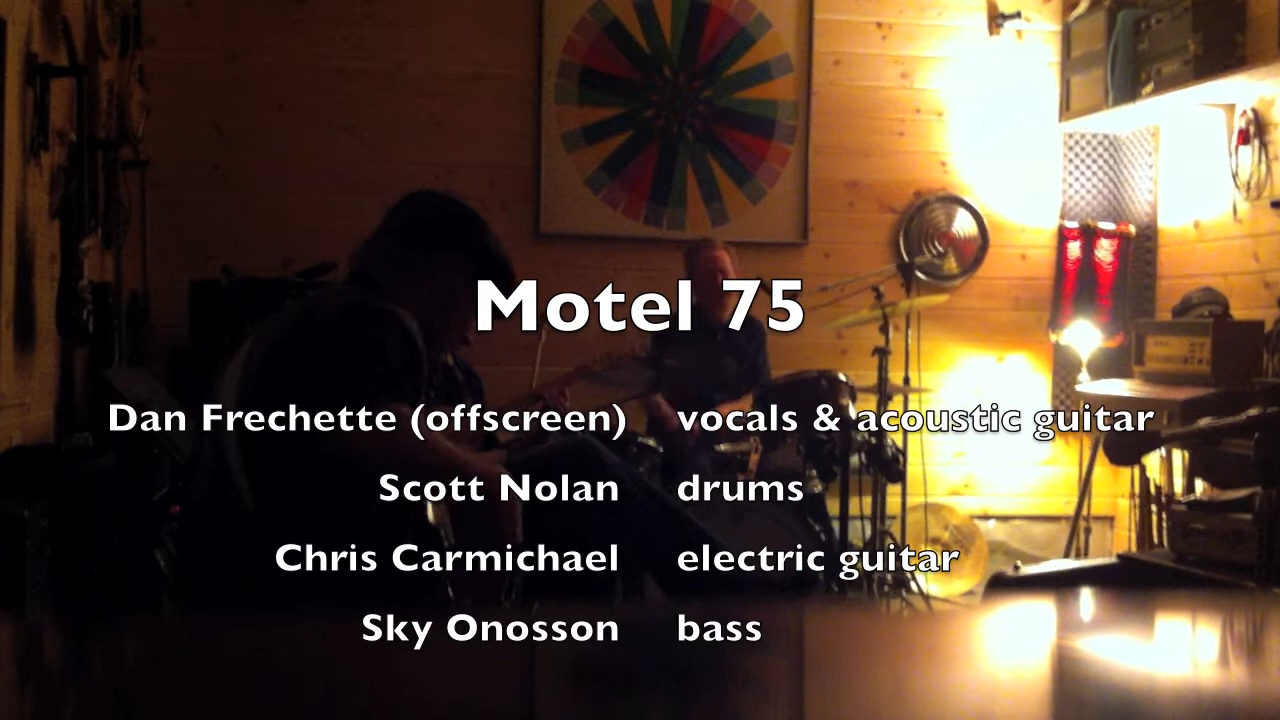 Motel 75
Dan Frechette (offscreen) vocals & acoustic guitar
Scott Nolan drums
Chris Carmichael electric guitar
Sky Onosson bass